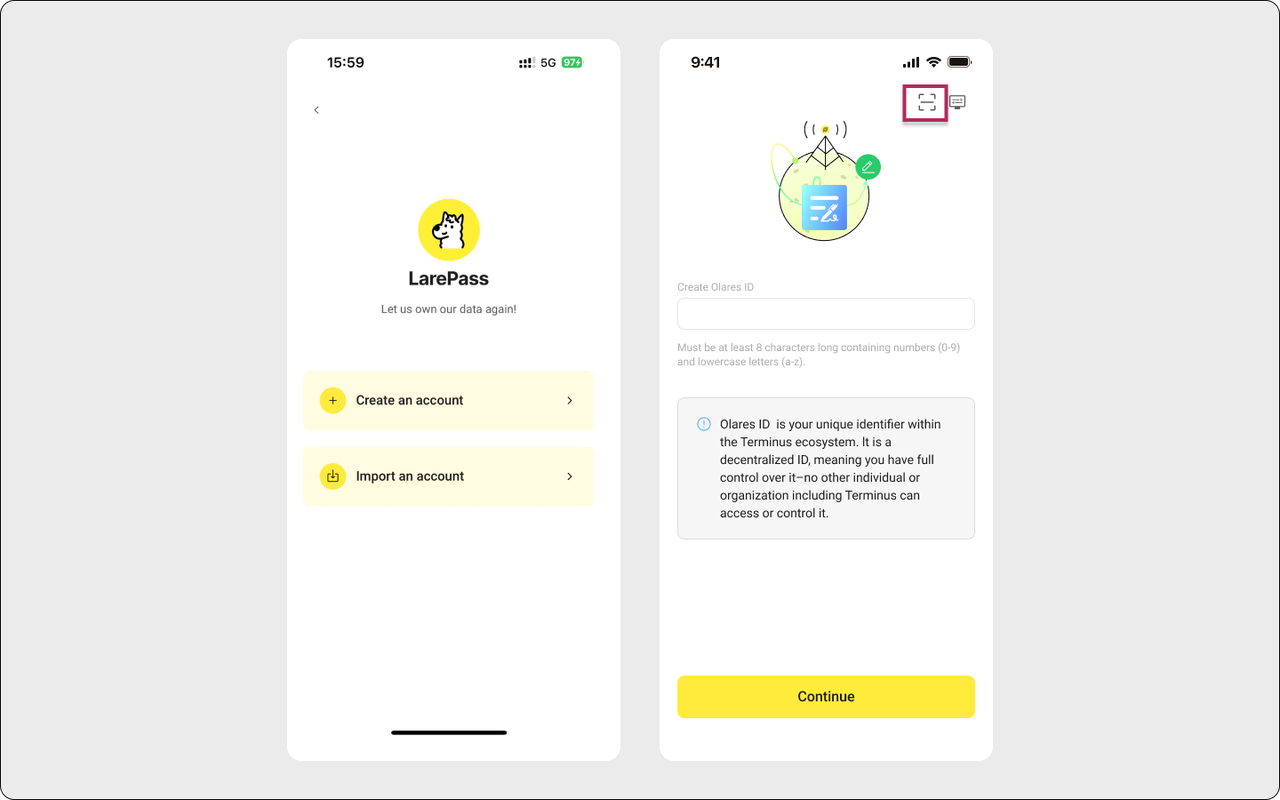 15:59
5G 97
LarePass
Let us own our data again!
Create an account
Import an account
9:41
Create Olares ID
Must be at least 8 characters long containing numbers (0-9)
and lowercase letters (a-z).
Olares ID is your unique identifier within
the Terminus ecosystem. It is a
decentralized ID, meaning you have full
control over it–no other individual or
organization including Terminus can
access or control it.
Continue